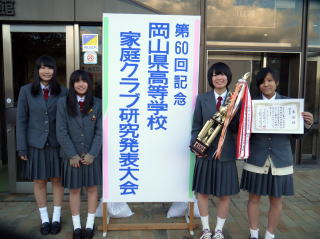 第60回記念
岡山県高等学校
家庭クラブ研究発表大会